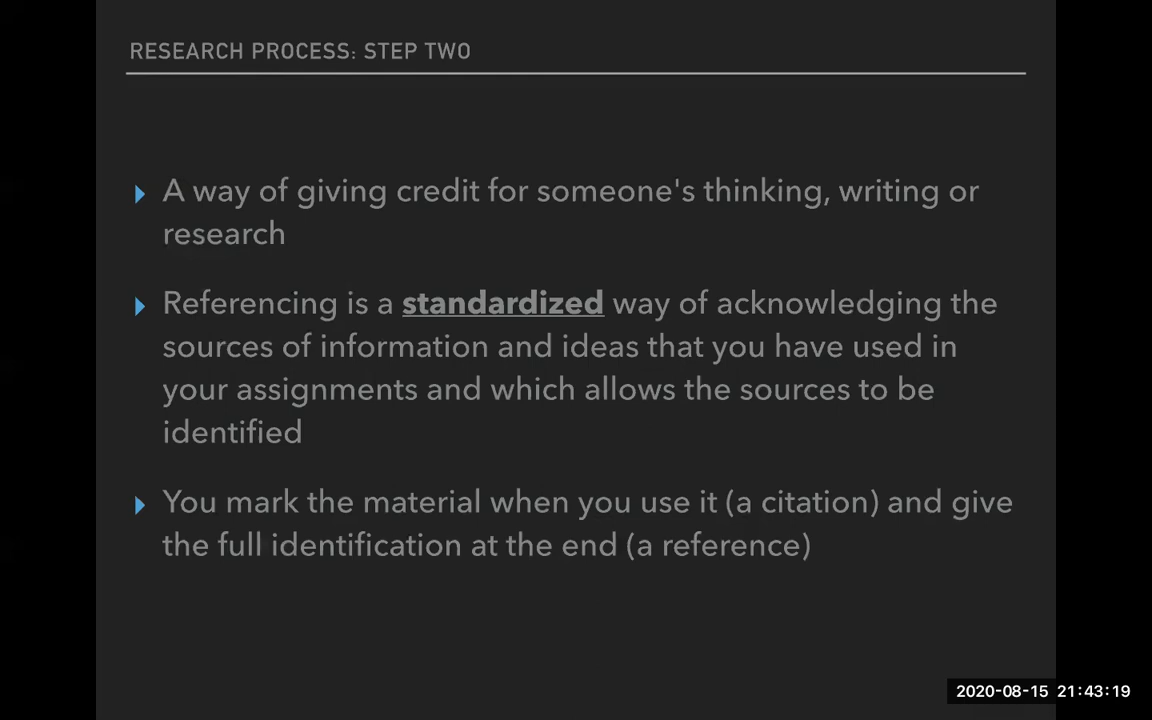 RESEARCH PROCESS: STEP TWO
A way of giving credit for someone's thinking, writing or
research
Referencing is a standardized way of acknowledging the
sources of information and ideas that you have used in
your assignments and which allows the sources to be
identified
You mark the material when you use it (a citation) and give
the full identification at the end (a reference)
2020-08-15 21:43:19